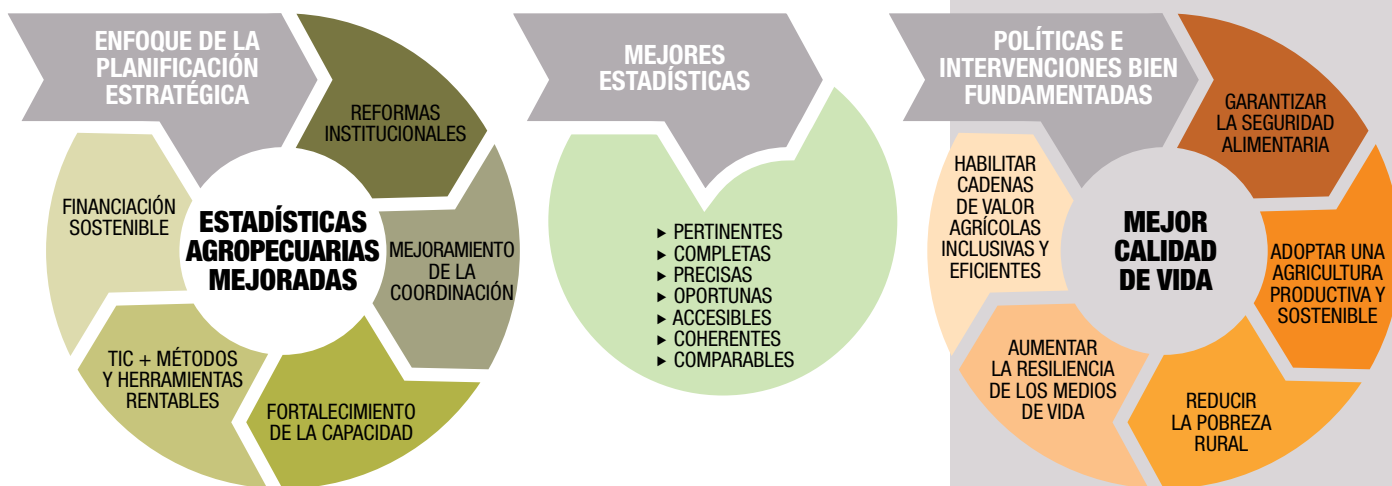 ENFOQUE DE LA
PLANIFICACIÓN
ESTRATÉGICA
REFORMAS
INSTITUCIONALES
MEJORAMIENTO
DE LA
COORDINACIÓN
FORTALECIMIENTO
DE LA CAPACIDAD
TIC + MÉTODOS
Y HERRAMIENTAS
RENTABLES
FINANCIACIÓN
SOSTENIBLE
ESTADÍSTICAS
AGROPECUARIAS
MEJORADAS
MEJORES
ESTADÍSTICAS
▸ PERTINENTES
▸ COMPLETAS
▸ PRECISAS
▸ OPORTUNAS
▸ ACCESIBLES
▸ COHERENTES
▸ COMPARABLES
POLÍTICAS E
INTERVENCIONES BIEN
FUNDAMENTADAS
GARANTIZAR
LA SEGURIDAD
ALIMENTARIA
ADOPTAR UNA
AGRICULTURA
PRODUCTIVA Y
SOSTENIBLE
REDUCIR
LA POBREZA
RURAL
AUMENTAR
LA RESILIENCIA
DE LOS MEDIOS
DE VIDA
HABILITAR
CADENAS
DE VALOR
AGRÍCOLAS
INCLUSIVAS Y
EFICIENTES
MEJOR
CALIDAD
DE VIDA